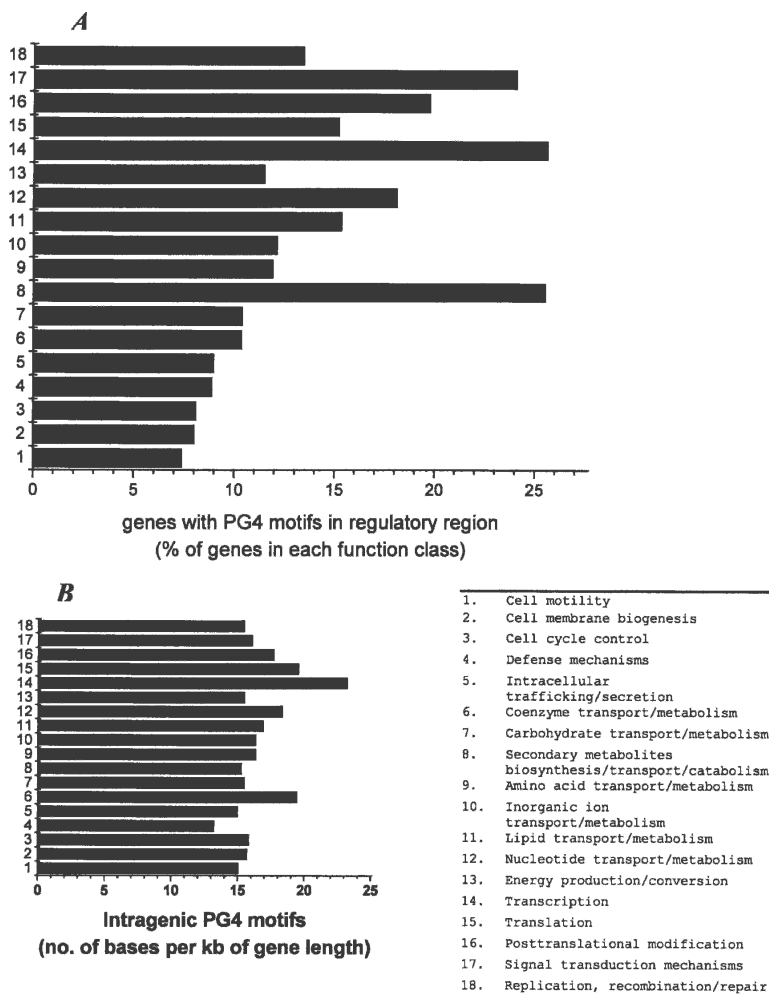 A
18
17
16
15
14
13
12
11
10
9
8
7
6
5
4
3
2
1
0 5 10 15 20 25
genes with PG4 motifs in regulatory region
(% of genes in each function class)
B
18
17
16
15
14
13
12
11
10
9
8
7
6
5
4
3
2
1
0 5 10 15 20 25
Intragenic PG4 motifs
(no. of bases per kb of gene length)
1. Cell motility
2. Cell membrane biogenesis
3. Cell cycle control
4. Defense mechanisms
5. Intracellular
trafficking/secretion
6. Coenzyme transport/metabolism
7. Carbohydrate transport/metabolism
8. Secondary metabolites
biosynthesis/transport/catabolism
9. Amino acid transport/metabolism
10. Inorganic ion
transport/metabolism
11. Lipid transport/metabolism
12. Nucleotide transport/metabolism
13. Energy production/conversion
14. Transcription
15. Translation
16. Posttranslational modification
17. Signal transduction mechanisms
18. Replication, recombination/repair